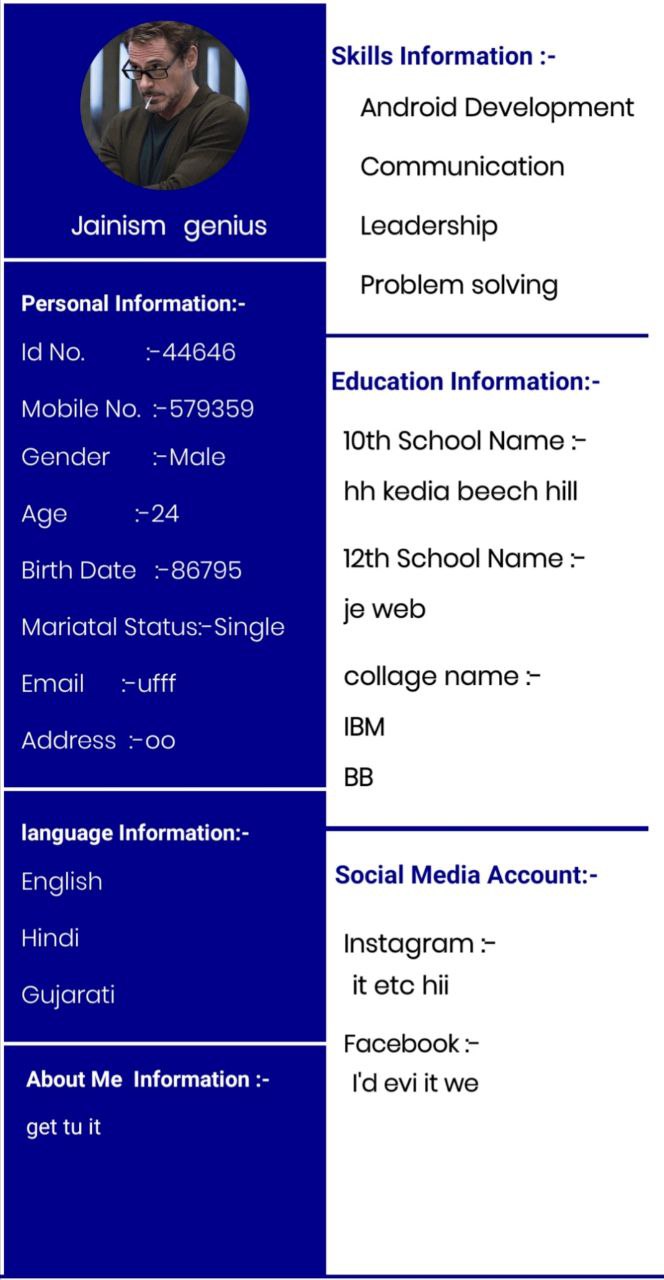 Jainism genius
Personal Information:-
Id No. :-44646
Mobile No. :-579359
Gender :-Male
Age :-24
Birth Date :-86795
Mariatal Status:-Single
Email :-ufff
Address :-oo
language Information:-
English
Hindi
Gujarati
About Me Information :-
get tu it
Skills Information :-
Android Development
Communication
Leadership
Problem solving
Education Information:-
10th School Name :-
hh kedia beech hill
12th School Name :-
je web
collage name :-
IBM
BB
Social Media Account:-
Instagram :-
it etc hii
Facebook :-
I'd evi it we